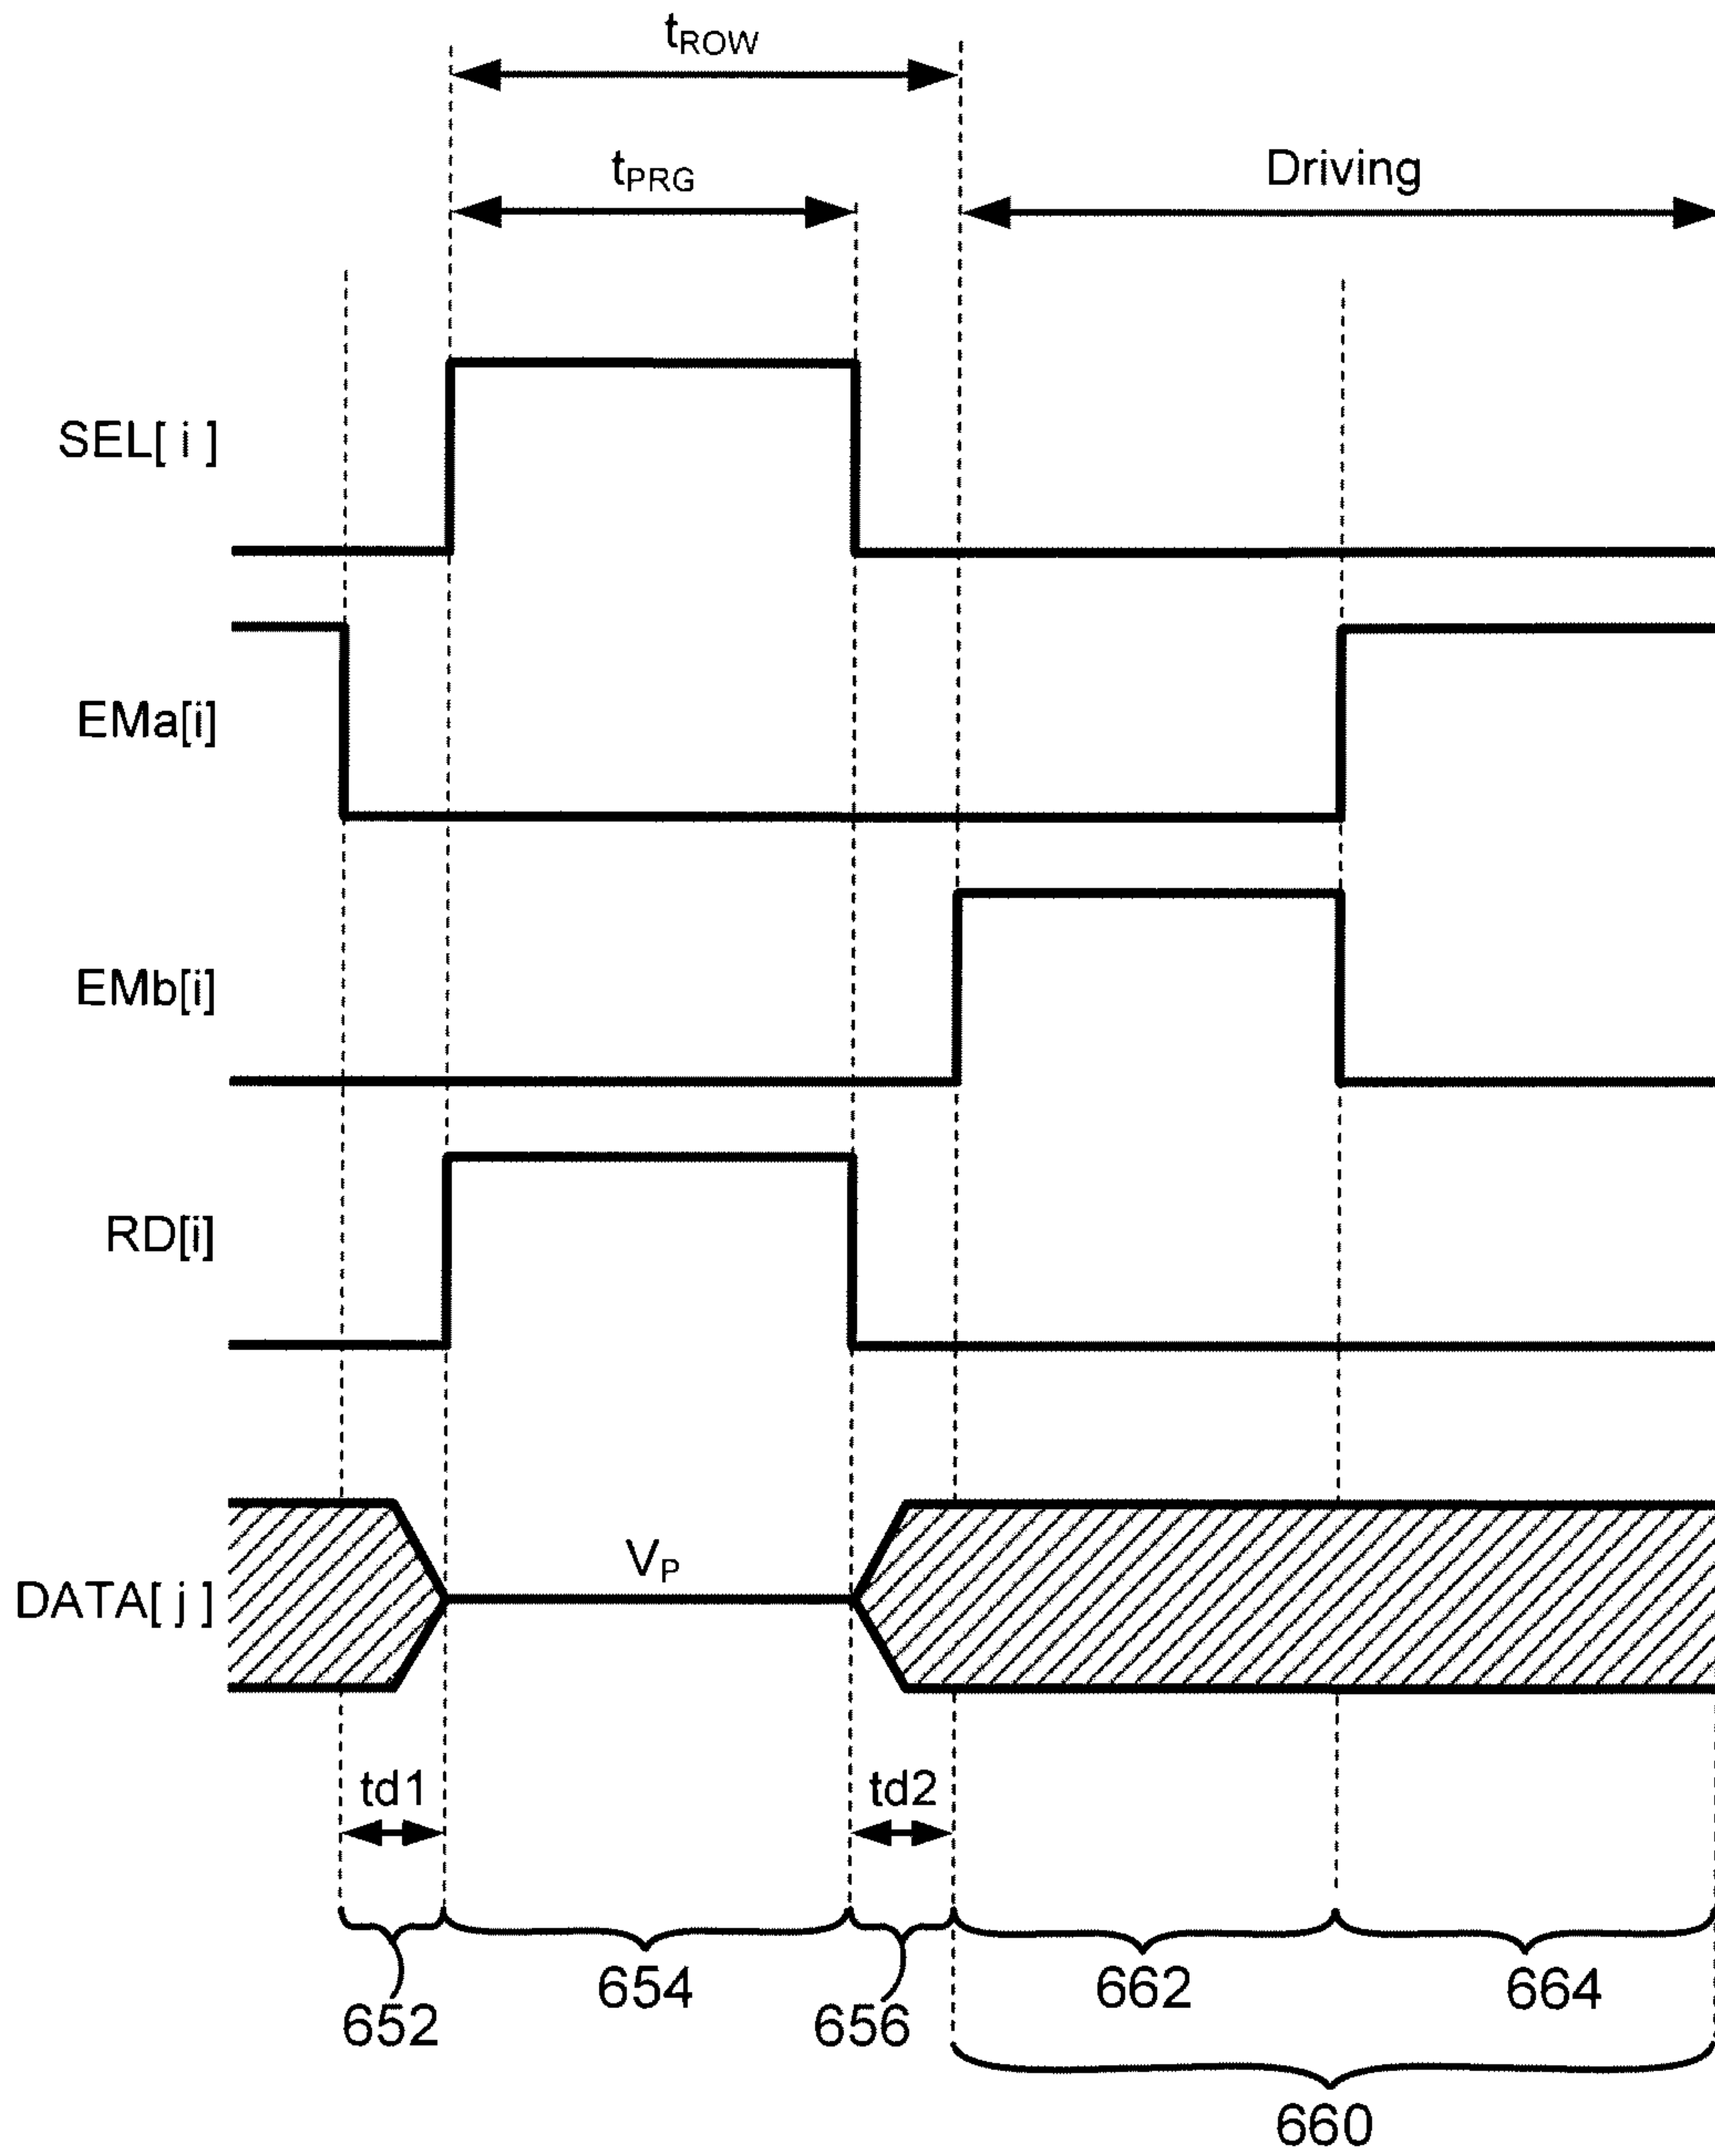 tROW
tPRG
Driving
SEL[ i ]
EMa[i]
EMb[i]
RD[i]
VP
DATA[ j ]
td1
td2
652
654
656
662
664
660